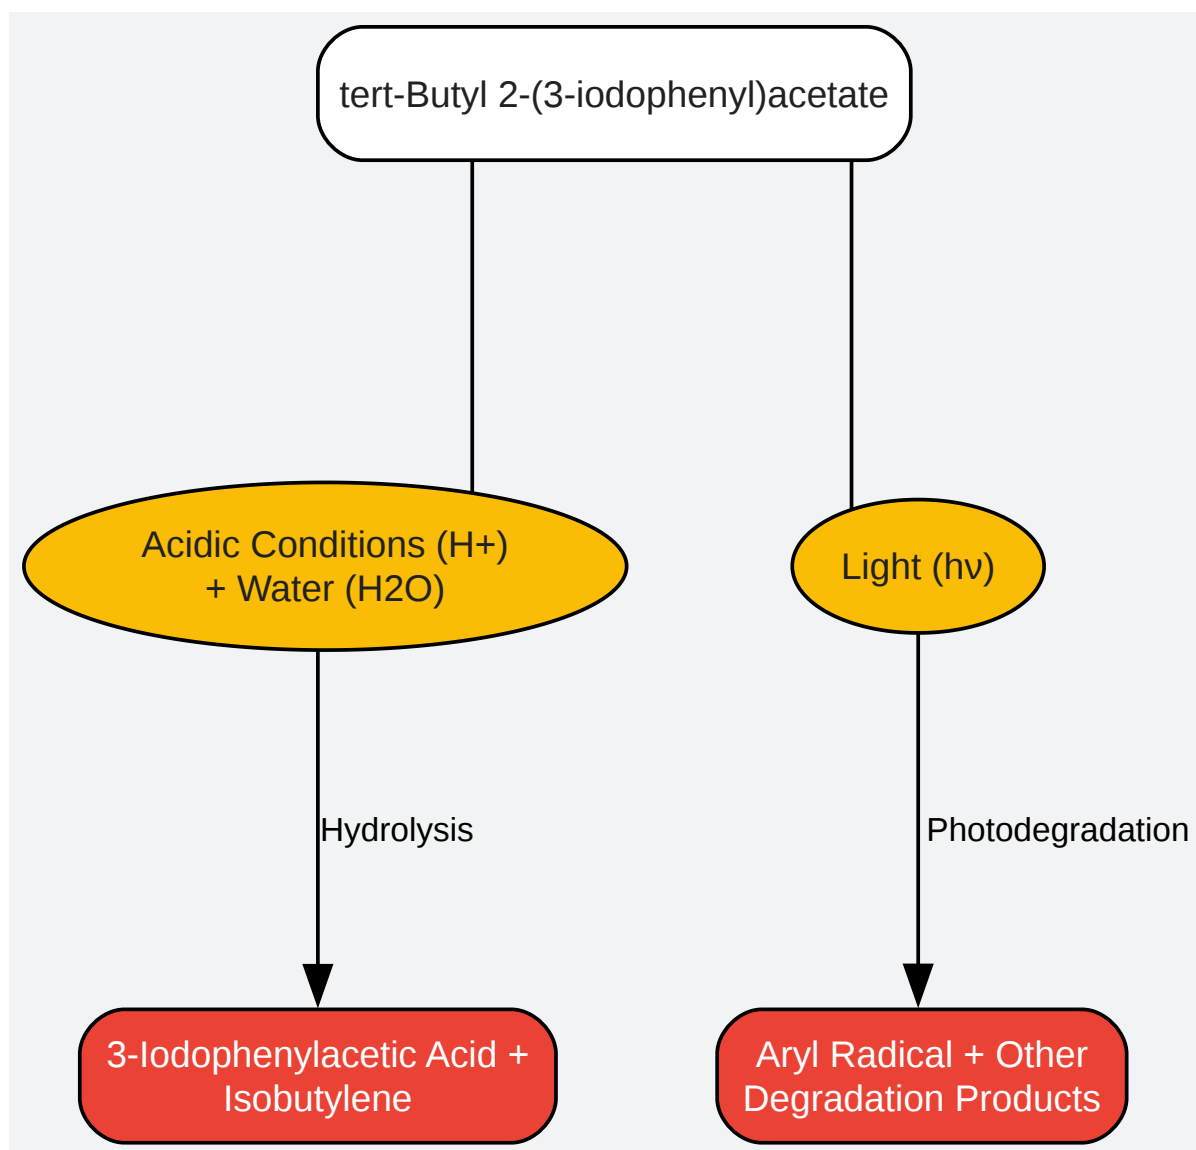 tert-Butyl 2-(3-iodophenyl)acetate
Acidic Conditions (H+)
+ Water (H2O)
Light (hν)
Hydrolysis
Photodegradation
3-Iodophenylacetic Acid +
Isobutylene
Aryl Radical + Other
Degradation Products